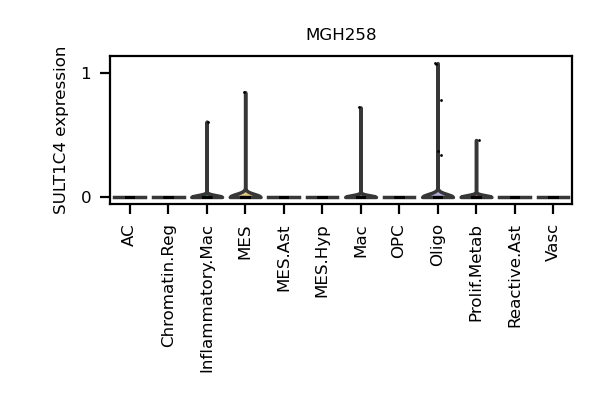 MGH258
SULT1C4 expression
1
0
AC
Chromatin.Reg
Inflammatory.Mac
MES
MES.Ast
MES.Hyp
Mac
OPC
Oligo
Prolif.Metab
Reactive.Ast
Vasc